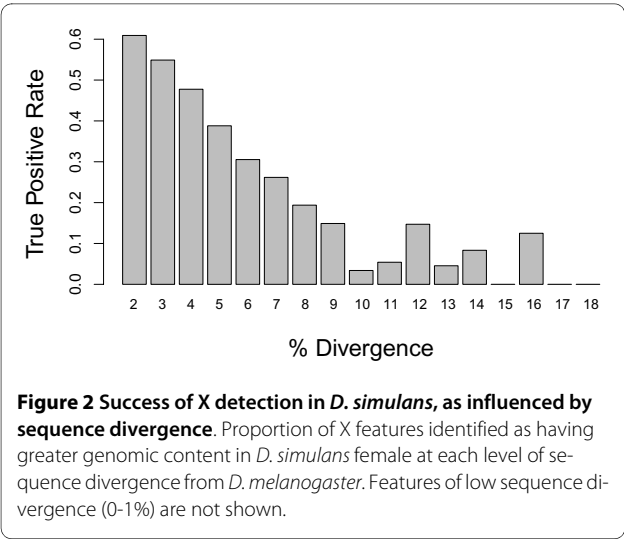 True Positive Rate
0.6
0.5
0.4
0.3
0.2
0.1
0.0
2 3 4 5 6 7 8 9 10 11 12 13 14 15 16 17 18
% Divergence
Figure 2 Success of X detection in D. simulans, as influenced by
sequence divergence. Proportion of X features identified as having
greater genomic content in D. simulans female at each level of se-
quence divergence from D. melanogaster. Features of low sequence di-
vergence (0-1%) are not shown.